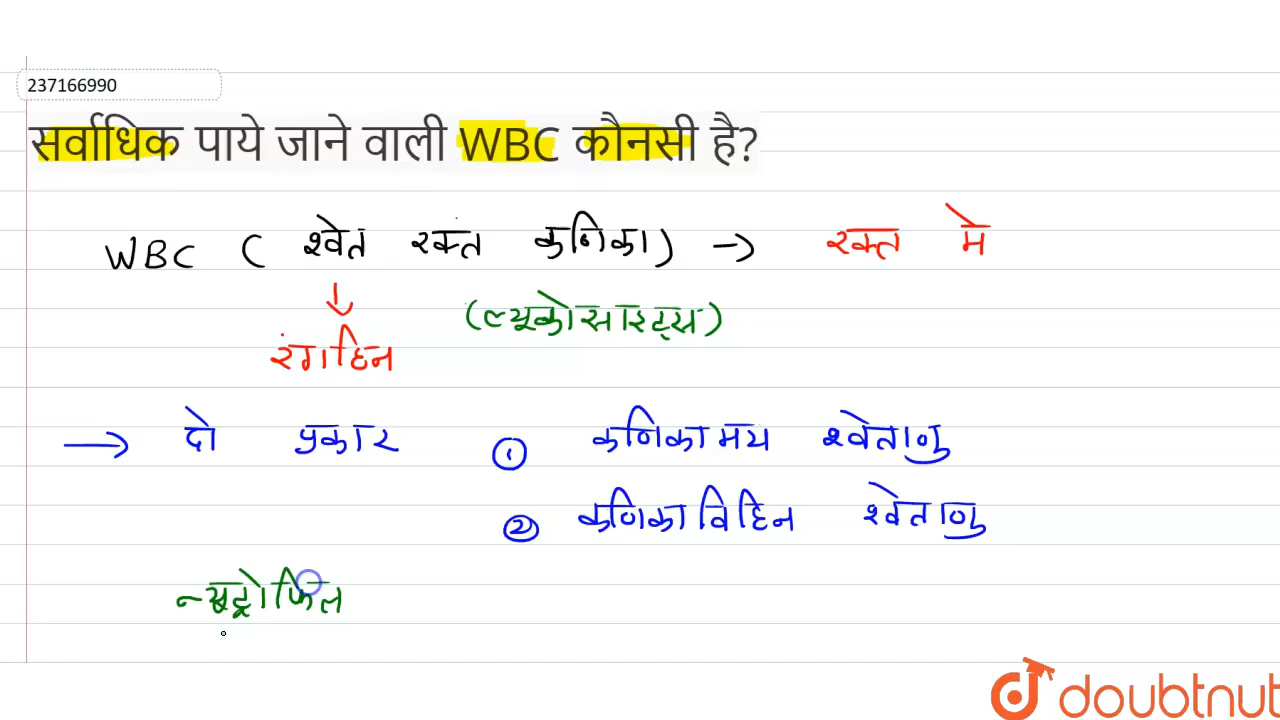 237166990
सर्वाधिक पाये जाने वाली WBC कौनसी है?
WBC ( श्वेत रक्त कणिका) → रक्त मे
↓ (ल्यूकोसाइट्स)
रंगहिन
→ दो प्रकार ① कणिकामय श्वेताणु
② कणिकाविहिन श्वेताणु
न्यूट्रोफिल
doubtnut